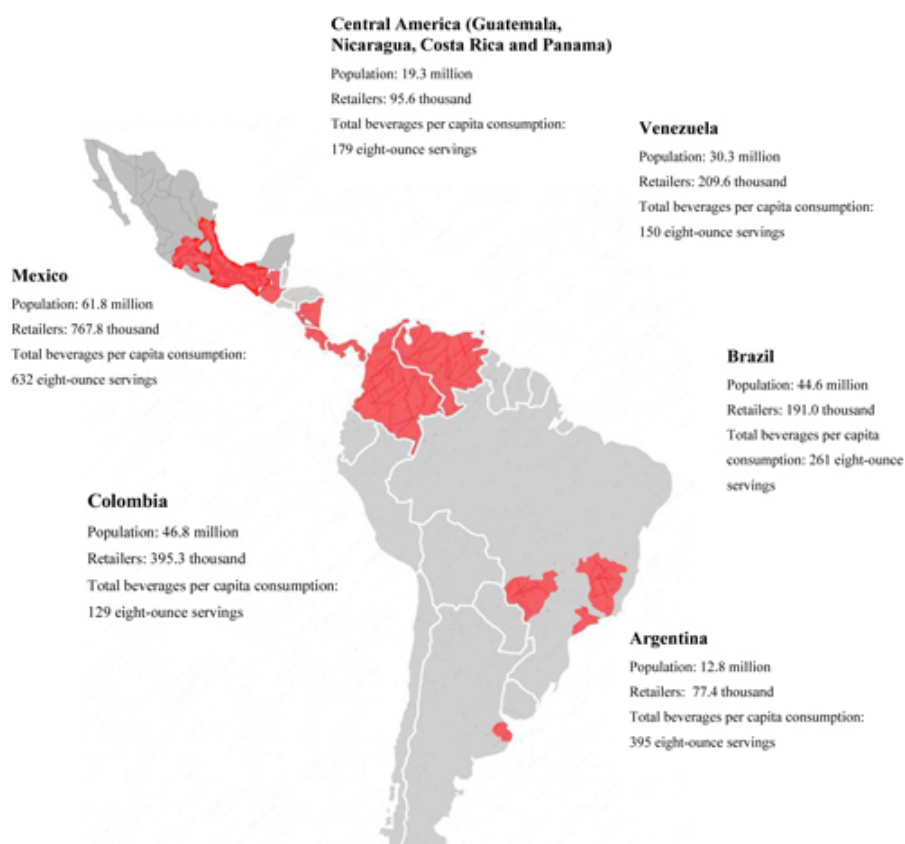 Central America (Guatemala,
Nicaragua, Costa Rica and Panama)
Population: 19.3 million
Retailers: 95.6 thousand
Total beverages per capita consumption:
179 eight-ounce servings
Venezuela
Population: 30.3 million
Retailers: 209.6 thousand
Total beverages per capita consumption:
150 eight-ounce servings
Mexico
Population: 61.8 million
Retailers: 767.8 thousand
Total beverages per capita consumption:
632 eight-ounce servings
Brazil
Population: 44.6 million
Retailers: 191.0 thousand
Total beverages per capita
consumption: 261 eight-ounce
servings
Colombia
Population: 46.8 million
Retailers: 395.3 thousand
Total beverages per capita consumption:
129 eight-ounce servings
Argentina
Population: 12.8 million
Retailers: 77.4 thousand
Total beverages per capita consumption:
395 eight-ounce servings